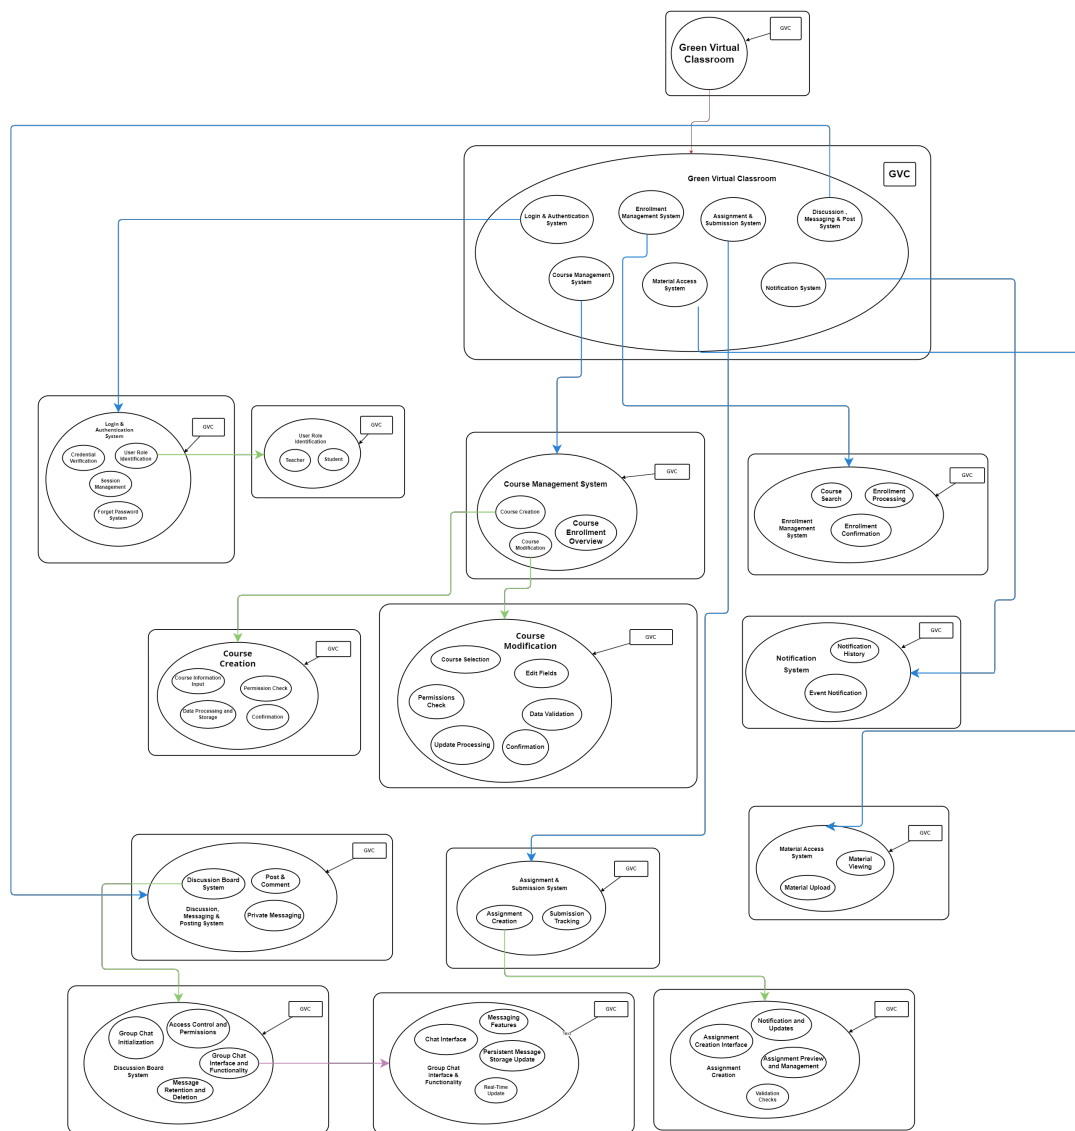 GVC
Green Virtual
Classroom
Green Virtual Classroom
GVC
Login & Authentication
System
Enrollment
Management System
Assignment &
Submission System
Discussion ,
Messaging & Post
System
Course Management
System
Material Access
System
Notification System
Login &
Authentication
System
GVC
Credential
Verification
User Role
Identification
Session
Management
Forget Password
System
GVC
User Role
Identification
Teacher
Student
GVC
Course Management System
Course Creation
Course
Enrollment
Overview
Course
Modification
GVC
Course
Search
Enrollment
Processing
Enrollment
Management
System
Enrollment
Confirmation
GVC
Course
Creation
Course Information
Input
Permission Check
Data Processing and
Storage
Confirmation
GVC
Course
Modification
Course Selection
Edit Fields
Permissions
Check
Data Validation
Update Processing
Confirmation
GVC
Notification
History
Notification
System
Event Notification
GVC
Discussion Board
System
Post &
Comment
Discussion,
Messaging &
Posting System
Private Messaging
GVC
Assignment &
Submission System
Assignment
Creation
Submission
Tracking
GVC
Material Access
System
Material
Viewing
Material Upload
GVC
Group Chat
Initialization
Access Control and
Permissions
Group Chat
Interface and
Functionality
Discussion Board
System
Message
Retention and
Deletion
GVC
Text
Messaging
Features
Chat Interface
Persistent Message
Storage Update
Group Chat
Interface &
Functionality
Real-Time
Update
GVC
Notification and
Updates
Assignment
Creation Interface
Assignment Preview
and Management
Assignment
Creation
Validation
Checks